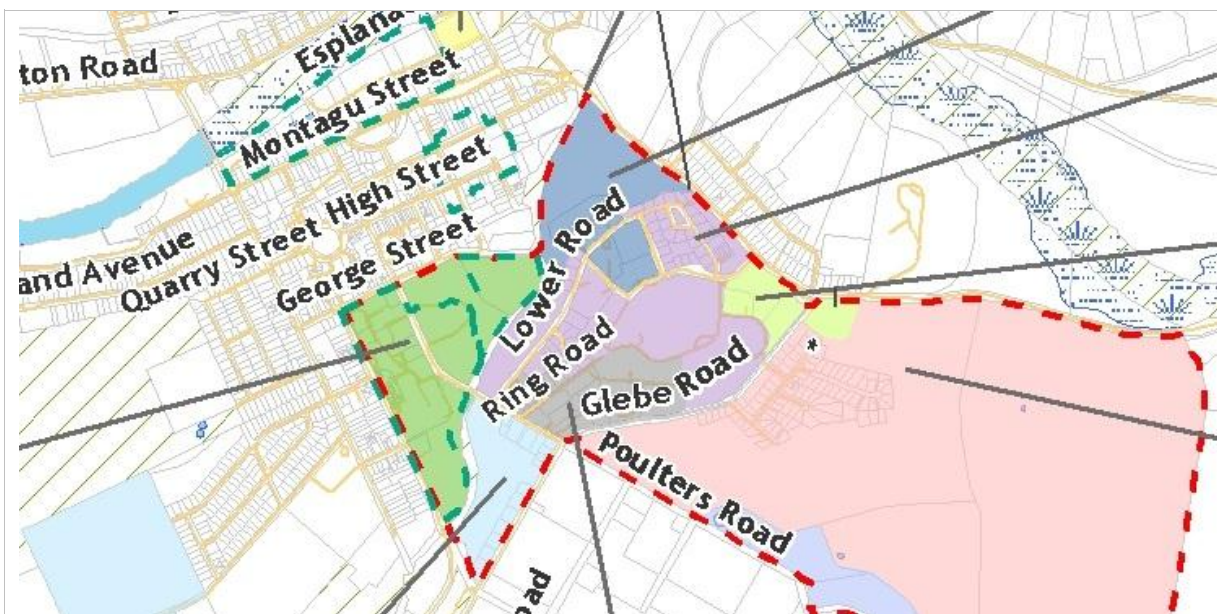 Esplana
ton Road
Montagu Street
Quarry Street High Street
and Avenue
George Street
Lower Road
Ring Road
Glebe Road
*
Poulters Road
oad